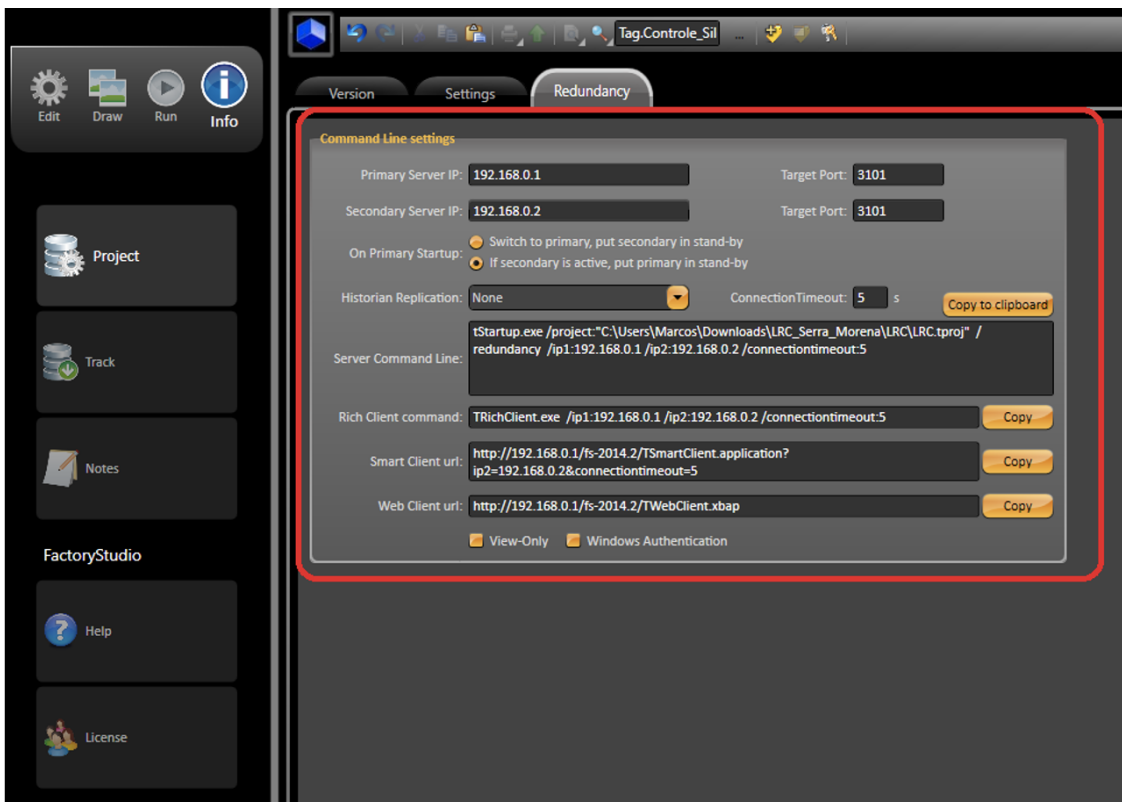 Tag.Controle_Sil ...
Edit Draw Run Info
Version Settings Redundancy
Command Line settings
Primary Server IP: 192.168.0.1 Target Port: 3101
Secondary Server IP: 192.168.0.2 Target Port: 3101
On Primary Startup: Switch to primary, put secondary in stand-by
If secondary is active, put primary in stand-by
Historian Replication: None ConnectionTimeout: 5 s
Copy to clipboard
Server Command Line: tStartup.exe /project:"C:\Users\Marcos\Downloads\LRC_Serra_Morena\LRC\LRC.tproj" /
redundancy /ip1:192.168.0.1 /ip2:192.168.0.2 /connectiontimeout:5
Rich Client command: TRichClient.exe /ip1:192.168.0.1 /ip2:192.168.0.2 /connectiontimeout:5 Copy
Smart Client url: http://192.168.0.1/fs-2014.2/TSmartClient.application?
ip2=192.168.0.2&connectiontimeout=5 Copy
Web Client url: http://192.168.0.1/fs-2014.2/TWebClient.xbap Copy
View-Only Windows Authentication
Project
Track
Notes
FactoryStudio
Help
License